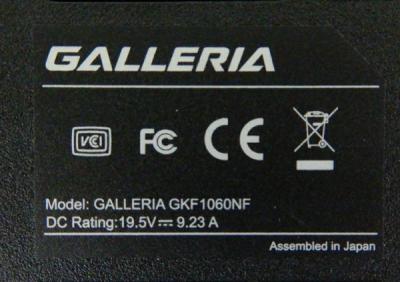 GALLERIA
VCI FC CE
Model: GALLERIA GKF1060NF
DC Rating:19.5V⎓9.23 A
Assembled in Japan